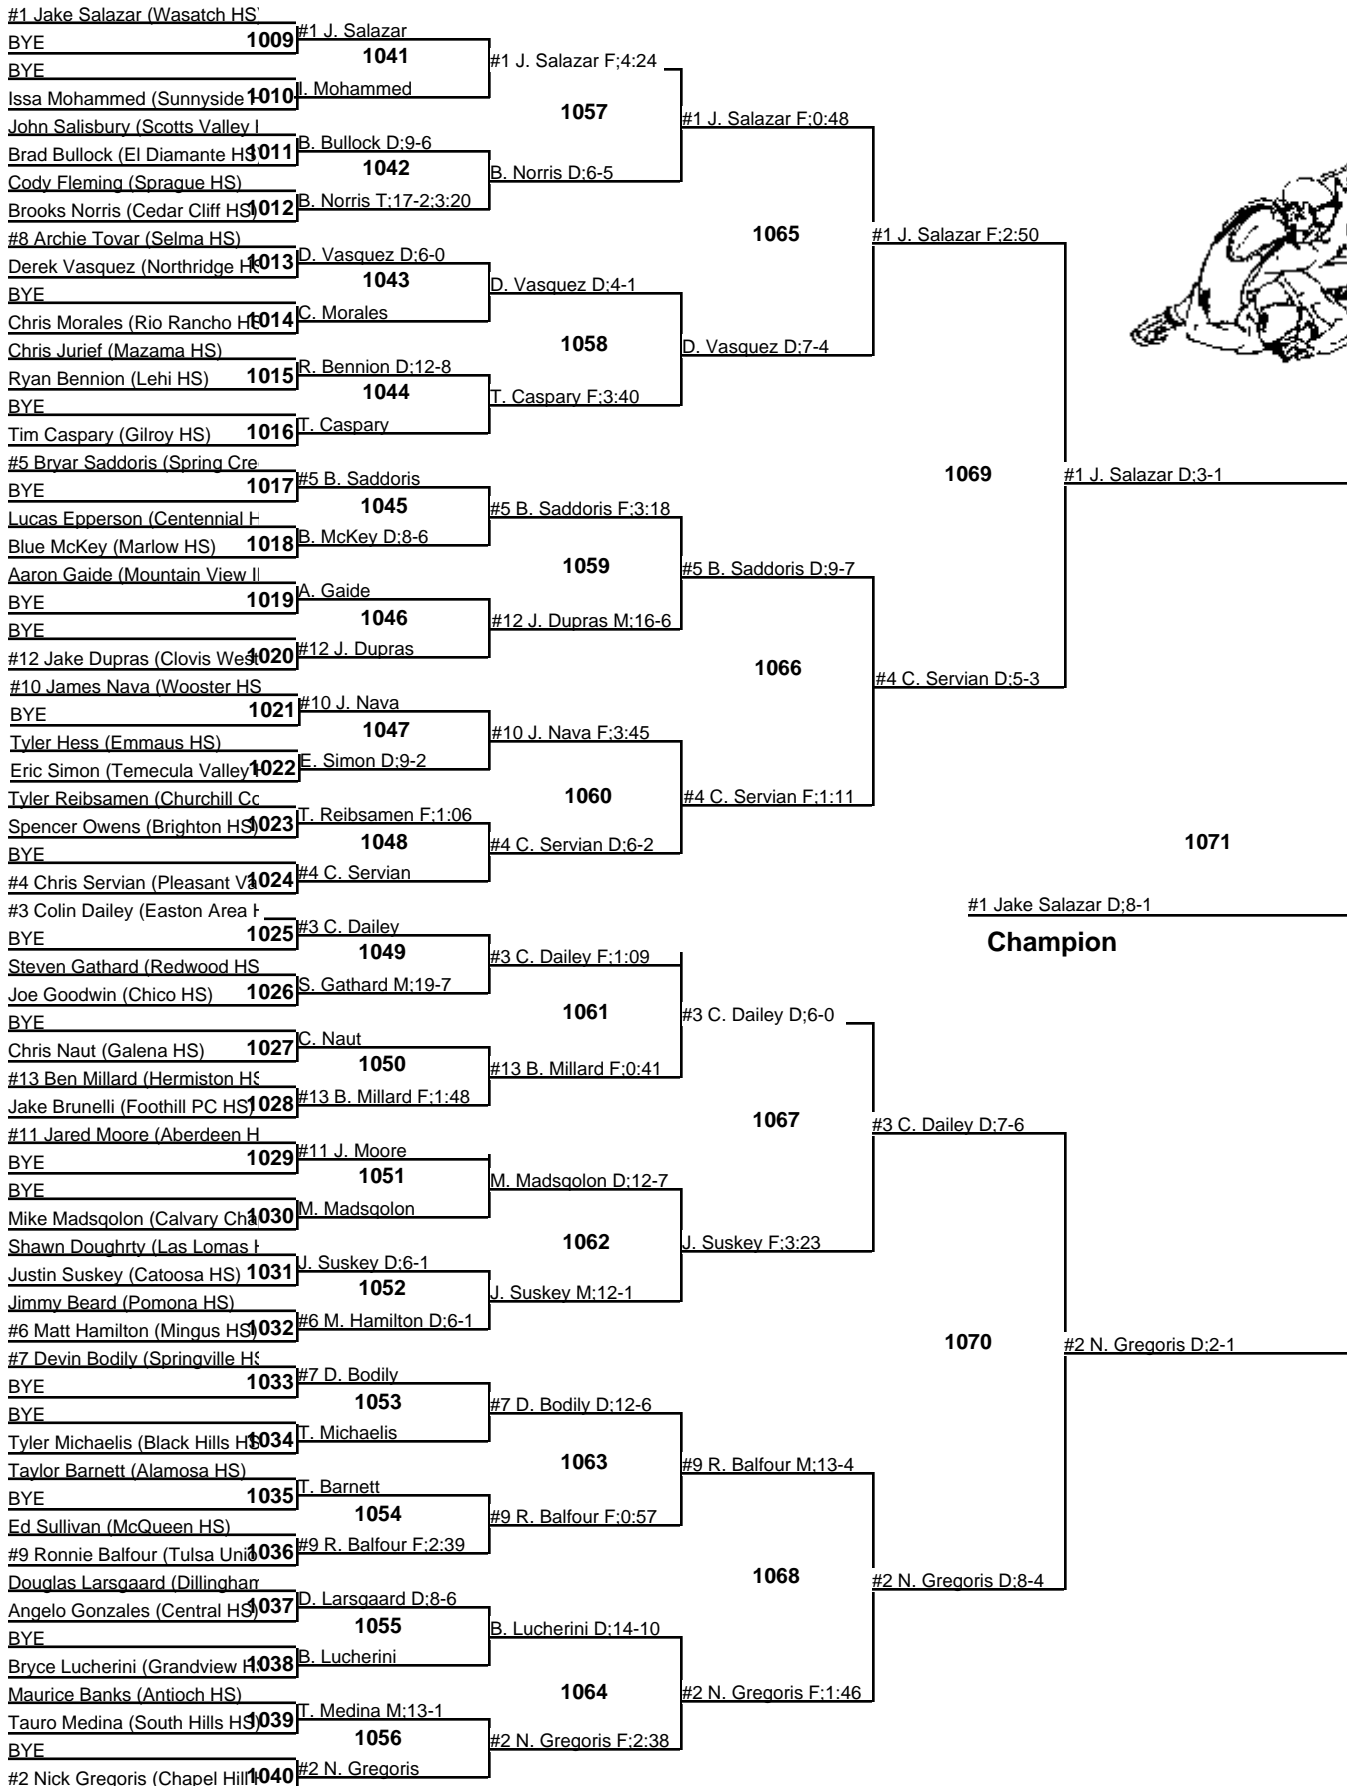 #1 Jake Salazar (Wasatch HS)
BYE
1009
#1 J. Salazar
BYE
1041
#1 J. Salazar F;4:24
Issa Mohammed (Sunnyside
1010
I. Mohammed
John Salisbury (Scotts Valley
1057
#1 J. Salazar F;0:48
Brad Bullock (El Diamante HS)
1011
B. Bullock D;9-6
Cody Fleming (Sprague HS)
1042
B. Norris D;6-5
Brooks Norris (Cedar Cliff HS)
1012
B. Norris T;17-2;3:20
#8 Archie Tovar (Selma HS)
1065
#1 J. Salazar F;2:50
Derek Vasquez (Northridge HS
1013
D. Vasquez D;6-0
BYE
1043
D. Vasquez D;4-1
Chris Morales (Rio Rancho HS
1014
C. Morales
Chris Jurief (Mazama HS)
1058
D. Vasquez D;7-4
Ryan Bennion (Lehi HS)
1015
R. Bennion D;12-8
BYE
1044
T. Caspary F;3:40
Tim Caspary (Gilroy HS)
1016
T. Caspary
#5 Bryar Saddoris (Spring Cre
1069
#1 J. Salazar D;3-1
BYE
1017
#5 B. Saddoris
Lucas Epperson (Centennial H
1045
#5 B. Saddoris F;3:18
Blue McKey (Marlow HS)
1018
B. McKey D;8-6
Aaron Gaide (Mountain View
1059
#5 B. Saddoris D;9-7
BYE
1019
A. Gaide
BYE
1046
#12 J. Dupras M;16-6
#12 Jake Dupras (Clovis West
1020
#12 J. Dupras
#10 James Nava (Wooster HS
1066
#4 C. Servian D;5-3
BYE
1021
#10 J. Nava
Tyler Hess (Emmaus HS)
1047
#10 J. Nava F;3:45
Eric Simon (Temecula Valley
1022
E. Simon D;9-2
Tyler Reibsamen (Churchill Co
1060
#4 C. Servian F;1:11
Spencer Owens (Brighton HS)
1023
T. Reibsamen F;1:06
BYE
1048
#4 C. Servian D;6-2
1071
#4 Chris Servian (Pleasant Va
1024
#4 C. Servian
#3 Colin Dailey (Easton Area H
#1 Jake Salazar D;8-1
BYE
1025
#3 C. Dailey
Champion
Steven Gathard (Redwood HS
1049
#3 C. Dailey F;1:09
Joe Goodwin (Chico HS)
1026
S. Gathard M;19-7
BYE
1061
#3 C. Dailey D;6-0
Chris Naut (Galena HS)
1027
C. Naut
#13 Ben Millard (Hermiston HS
1050
#13 B. Millard F;0:41
Jake Brunelli (Foothill PC HS)
1028
#13 B. Millard F;1:48
#11 Jared Moore (Aberdeen H
1067
#3 C. Dailey D;7-6
BYE
1029
#11 J. Moore
BYE
1051
M. Madsqolon D;12-7
Mike Madsqolon (Calvary Cha
1030
M. Madsqolon
Shawn Doughrty (Las Lomas H
1062
J. Suskey F;3:23
Justin Suskey (Catoosa HS)
1031
J. Suskey D;6-1
Jimmy Beard (Pomona HS)
1052
J. Suskey M;12-1
#6 Matt Hamilton (Mingus HS)
1032
#6 M. Hamilton D;6-1
#7 Devin Bodily (Springville HS
1070
#2 N. Gregoris D;2-1
BYE
1033
#7 D. Bodily
BYE
1053
#7 D. Bodily D;12-6
Tyler Michaelis (Black Hills HS
1034
T. Michaelis
Taylor Barnett (Alamosa HS)
1063
#9 R. Balfour M;13-4
BYE
1035
T. Barnett
Ed Sullivan (McQueen HS)
1054
#9 R. Balfour F;0:57
#9 Ronnie Balfour (Tulsa Unio
1036
#9 R. Balfour F;2:39
Douglas Larsgaard (Dillingham
1068
#2 N. Gregoris D;8-4
Angelo Gonzales (Central HS)
1037
D. Larsgaard D;8-6
BYE
1055
B. Lucherini D;14-10
Bryce Lucherini (Grandview H
1038
B. Lucherini
Maurice Banks (Antioch HS)
1064
#2 N. Gregoris F;1:46
Tauro Medina (South Hills HS)
1039
T. Medina M;13-1
BYE
1056
#2 N. Gregoris F;2:38
#2 Nick Gregoris (Chapel Hill
1040
#2 N. Gregoris